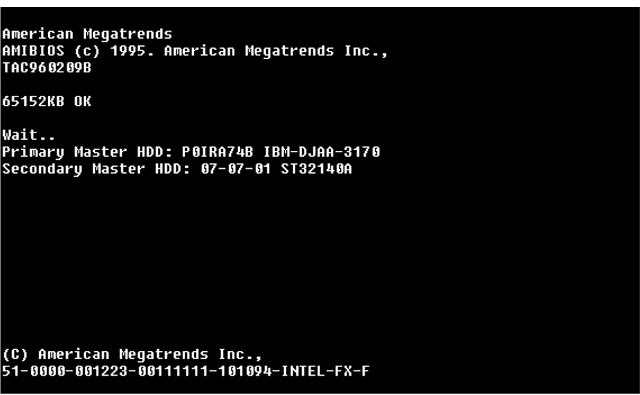 American Megatrends
AMIBIOS (c) 1995. American Megatrends Inc.,
TAC960209B
65152KB OK
Wait..
Primary Master HDD: P0IRA74B IBM-DJAA-3170
Secondary Master HDD: 07-07-01 ST32140A
(C) American Megatrends Inc.,
51-0000-001223-00111111-101094-INTEL-FX-F